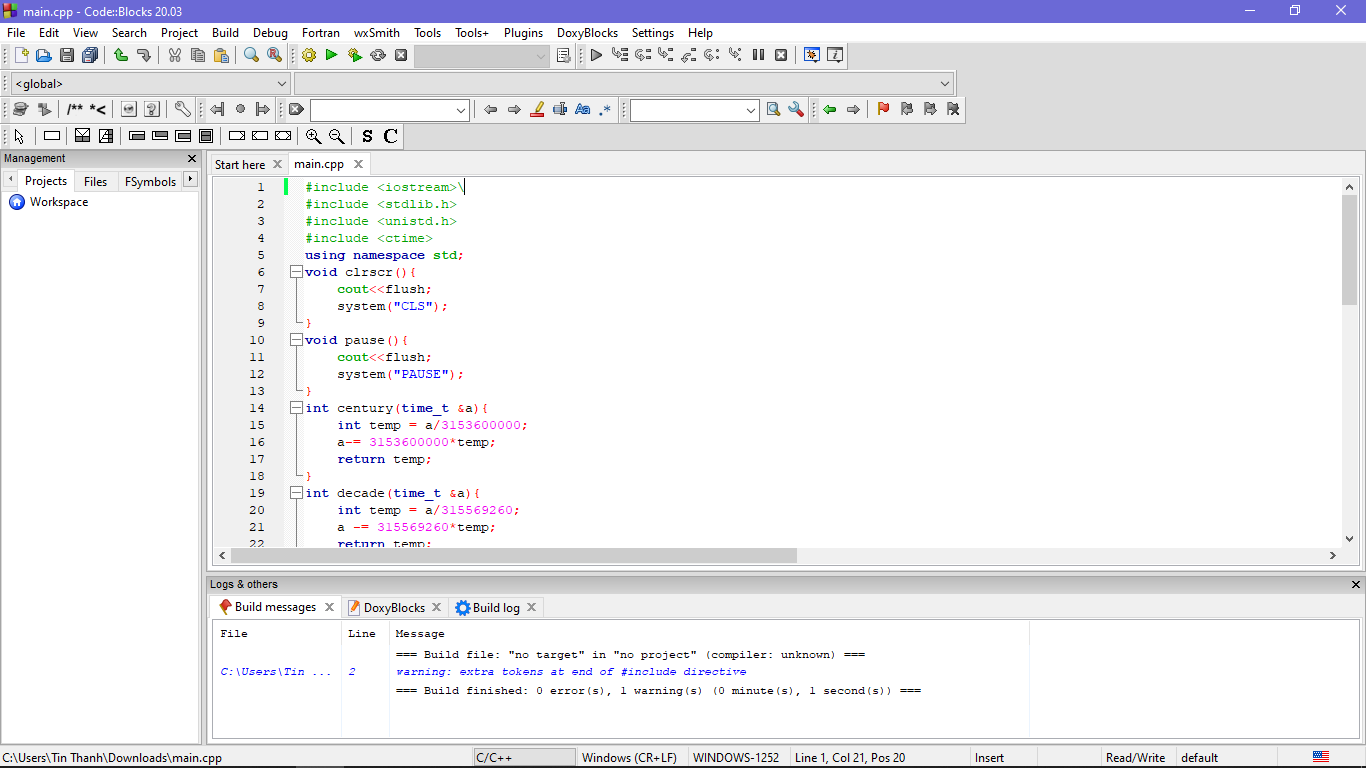 main.cpp - Code::Blocks 20.03
File Edit View Search Project Build Debug Fortran wxSmith Tools Tools+ Plugins DoxyBlocks Settings Help
<global>
/** *<
Aa .*
S C
Management
Start here main.cpp
Projects Files FSymbols
Workspace
1 #include <iostream>\
2 #include <stdlib.h>
3 #include <unistd.h>
4 #include <ctime>
5 using namespace std;
6 void clrscr(){
7 cout<<flush;
8 system("CLS");
9 }
10 void pause(){
11 cout<<flush;
12 system("PAUSE");
13 }
14 int century(time_t &a){
15 int temp = a/3153600000;
16 a-= 3153600000*temp;
17 return temp;
18 }
19 int decade(time_t &a){
20 int temp = a/315569260;
21 a -= 315569260*temp;
22 return temp;
Logs & others
Build messages DoxyBlocks Build log
File Line Message
=== Build file: "no target" in "no project" (compiler: unknown) ===
C:\Users\Tin ... 2 warning: extra tokens at end of #include directive
=== Build finished: 0 error(s), 1 warning(s) (0 minute(s), 1 second(s)) ===
C:\Users\Tin Thanh\Downloads\main.cpp C/C++ Windows (CR+LF) WINDOWS-1252 Line 1, Col 21, Pos 20 Insert Read/Write default